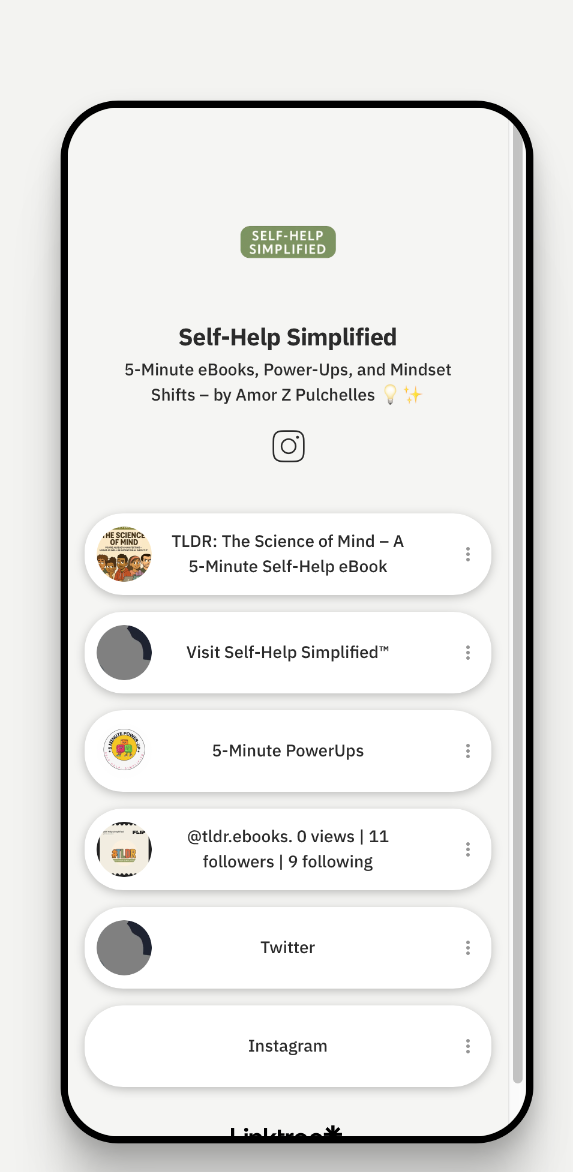 SELF-HELP
SIMPLIFIED
Self-Help Simplified
5-Minute eBooks, Power-Ups, and Mindset
Shifts – by Amor Z Pulchelles 💡✨
THE SCIENCE
OF MIND
TLDR: The Science of Mind – A
5-Minute Self-Help eBook
Visit Self-Help Simplified™
5-Minute PowerUps
FLIP
TLDR
@tldr.ebooks. 0 views | 11
followers | 9 following
Twitter
Instagram
Linktree